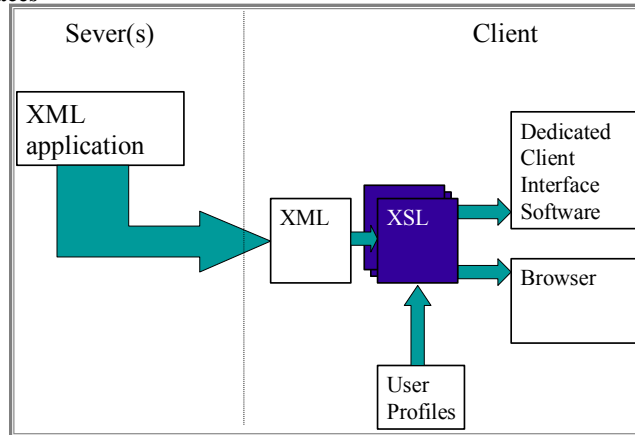 Sever(s)
Client
XML
application
XML
XSL
Dedicated
Client
Interface
Software
Browser
User
Profiles